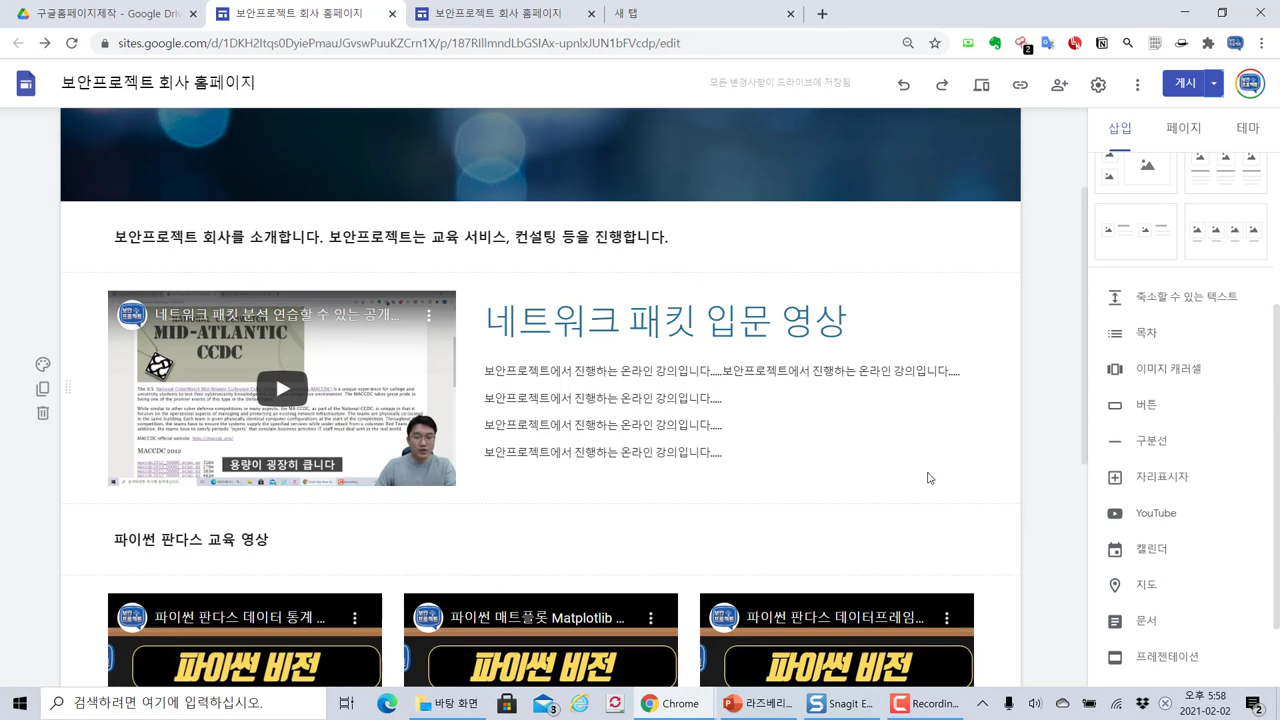 구글홈페이지제작 - Google
보안프로젝트 회사 홈페이지
보안프로젝트 회사 홈페이지
새 탭
sites.google.com/d/1DKH2Itqs0DyiePmauJGvswPuuKZCrn1X/p/187RIllmndLbGSIAx-upnlxJUN1bFVcdp/edit
보안프로젝트 회사 홈페이지
모든 변경사항이 드라이브에 저장됨
게시
삽입 페이지 테마
보안프로젝트 회사를 소개합니다. 보안프로젝트는 교육 서비스, 컨설팅 등을 진행합니다.
네트워크 패킷 분석 연습할 수 있는 공개...
MID-ATLANTIC
CCDC
MACCDC official website: http://maccdc.org/
MACCDC 2012
용량이 굉장히 큽니다
네트워크 패킷 입문 영상
보안프로젝트에서 진행하는 온라인 강의입니다.....보안프로젝트에서 진행하는 온라인 강의입니다.....
보안프로젝트에서 진행하는 온라인 강의입니다.....
보안프로젝트에서 진행하는 온라인 강의입니다.....
보안프로젝트에서 진행하는 온라인 강의입니다.....
파이썬 판다스 교육 영상
파이썬 판다스 데이터 통계 ...
파이썬 비전
파이썬 매트플롯 Matplotlib ...
파이썬 비전
파이썬 판다스 데이터프레임...
파이썬 비전
축소할 수 있는 텍스트
목차
이미지 캐러셀
버튼
구분선
자리표시자
YouTube
캘린더
지도
문서
프레젠테이션
검색하려면 여기에 입력하십시오.
바탕 화면
Chrome
라즈베리...
Snagit E...
Recording...
오후 5:58
2021-02-02